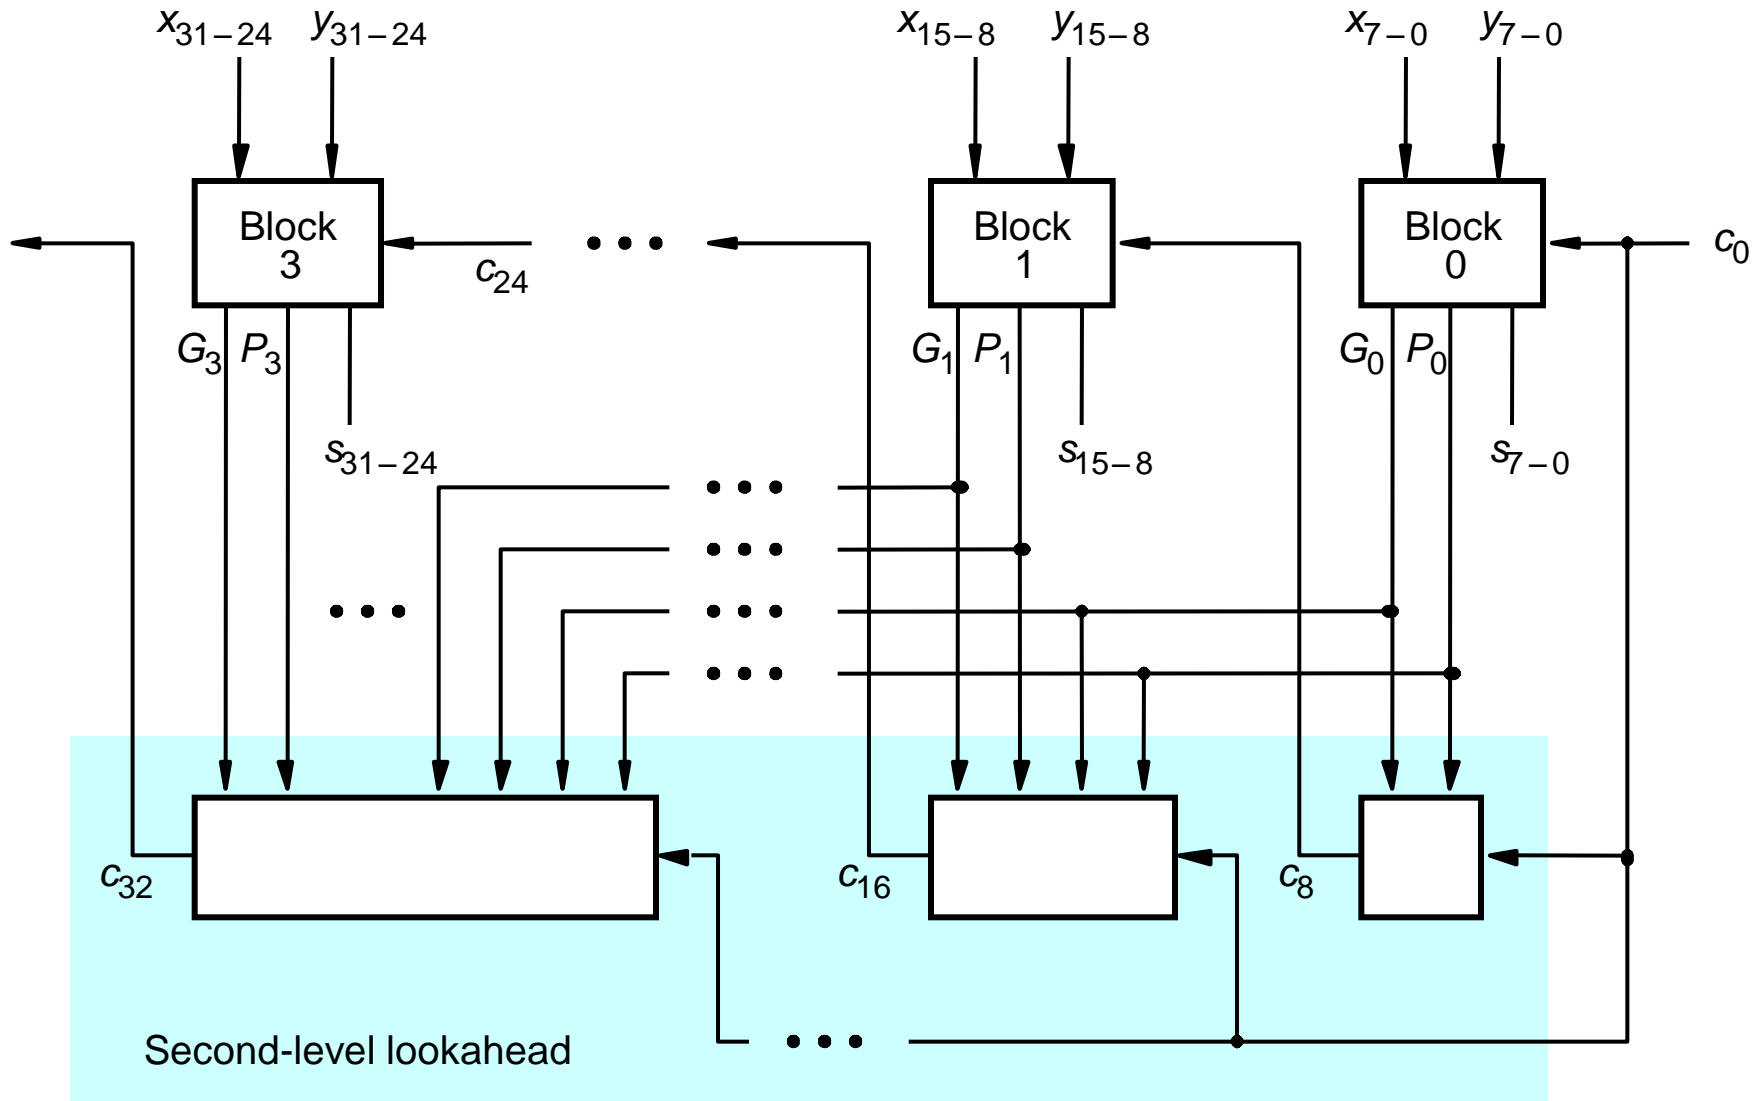 x31–24 y31–24 x15–8 y15–8 x7–0 y7–0
Block 3
Block 1
Block 0
c0
c24
G3 P3 G1 P1 G0 P0
s31–24 s15–8 s7–0
c32 c16 c8
Second-level lookahead